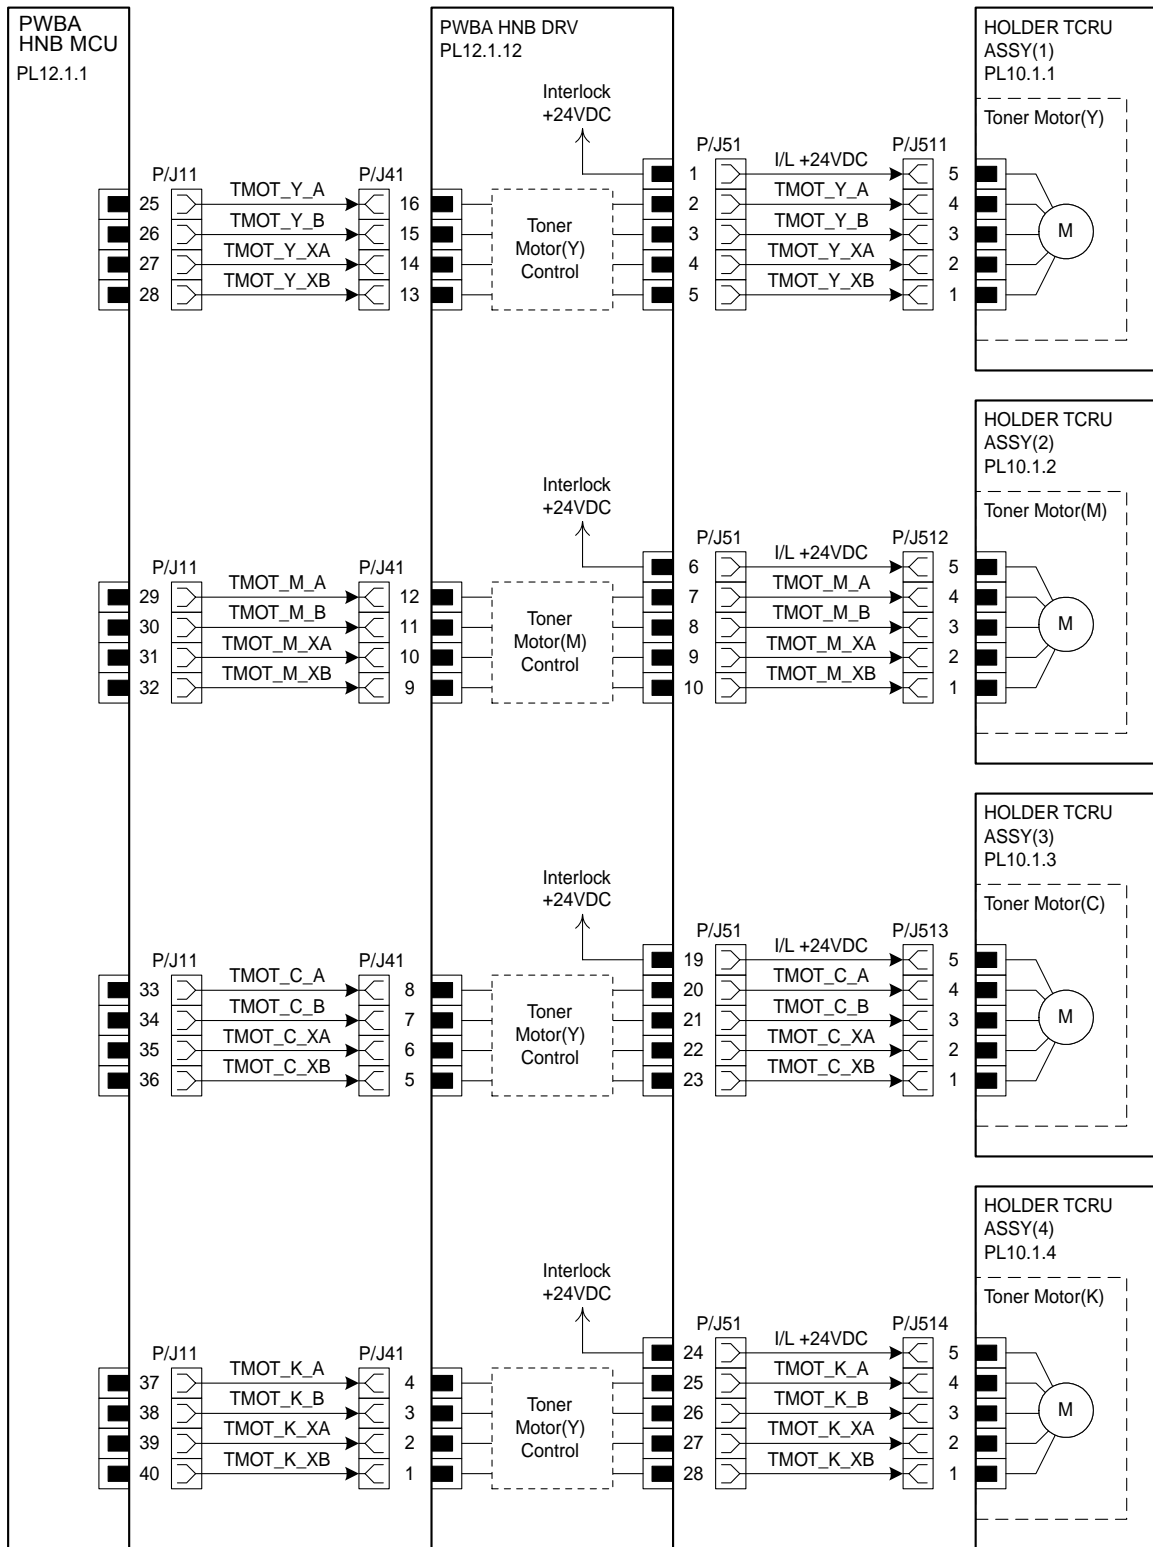 PWBA
HNB MCU
PL12.1.1
PWBA HNB DRV
PL12.1.12
HOLDER TCRU
ASSY(1)
PL10.1.1
Toner Motor(Y)
Interlock
+24VDC
P/J11
P/J41
P/J51
P/J511
1 I/L +24VDC 5
25 TMOT_Y_A 16
2 TMOT_Y_A 4
26 TMOT_Y_B 15
3 TMOT_Y_B 3
27 TMOT_Y_XA 14
4 TMOT_Y_XA 2
28 TMOT_Y_XB 13
5 TMOT_Y_XB 1
Toner
Motor(Y)
Control
M
HOLDER TCRU
ASSY(2)
PL10.1.2
Toner Motor(M)
Interlock
+24VDC
P/J11
P/J41
P/J51
P/J512
6 I/L +24VDC 5
29 TMOT_M_A 12
7 TMOT_M_A 4
30 TMOT_M_B 11
8 TMOT_M_B 3
31 TMOT_M_XA 10
9 TMOT_M_XA 2
32 TMOT_M_XB 9
10 TMOT_M_XB 1
Toner
Motor(M)
Control
M
HOLDER TCRU
ASSY(3)
PL10.1.3
Toner Motor(C)
Interlock
+24VDC
P/J11
P/J41
P/J51
P/J513
19 I/L +24VDC 5
33 TMOT_C_A 8
20 TMOT_C_A 4
34 TMOT_C_B 7
21 TMOT_C_B 3
35 TMOT_C_XA 6
22 TMOT_C_XA 2
36 TMOT_C_XB 5
23 TMOT_C_XB 1
Toner
Motor(Y)
Control
M
HOLDER TCRU
ASSY(4)
PL10.1.4
Toner Motor(K)
Interlock
+24VDC
P/J11
P/J41
P/J51
P/J514
24 I/L +24VDC 5
37 TMOT_K_A 4
25 TMOT_K_A 4
38 TMOT_K_B 3
26 TMOT_K_B 3
39 TMOT_K_XA 2
27 TMOT_K_XA 2
40 TMOT_K_XB 1
28 TMOT_K_XB 1
Toner
Motor(Y)
Control
M